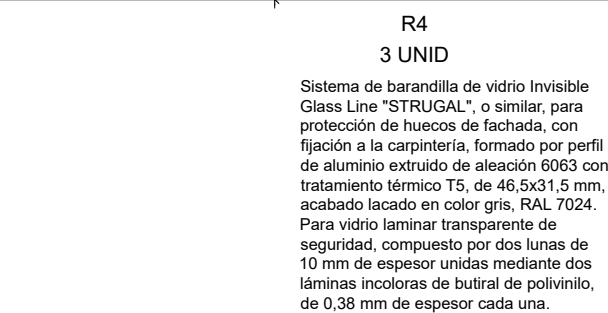 R4
3 UNID
Sistema de barandilla de vidrio Invisible
Glass Line "STRUGAL", o similar, para
protección de huecos de fachada, con
fijación a la carpintería, formado por perfil
de aluminio extruido de aleación 6063 con
tratamiento térmico T5, de 46,5x31,5 mm,
acabado lacado en color gris, RAL 7024.
Para vidrio laminar transparente de
seguridad, compuesto por dos lunas de
10 mm de espesor unidas mediante dos
láminas incoloras de butiral de polivinilo,
de 0,38 mm de espesor cada una.